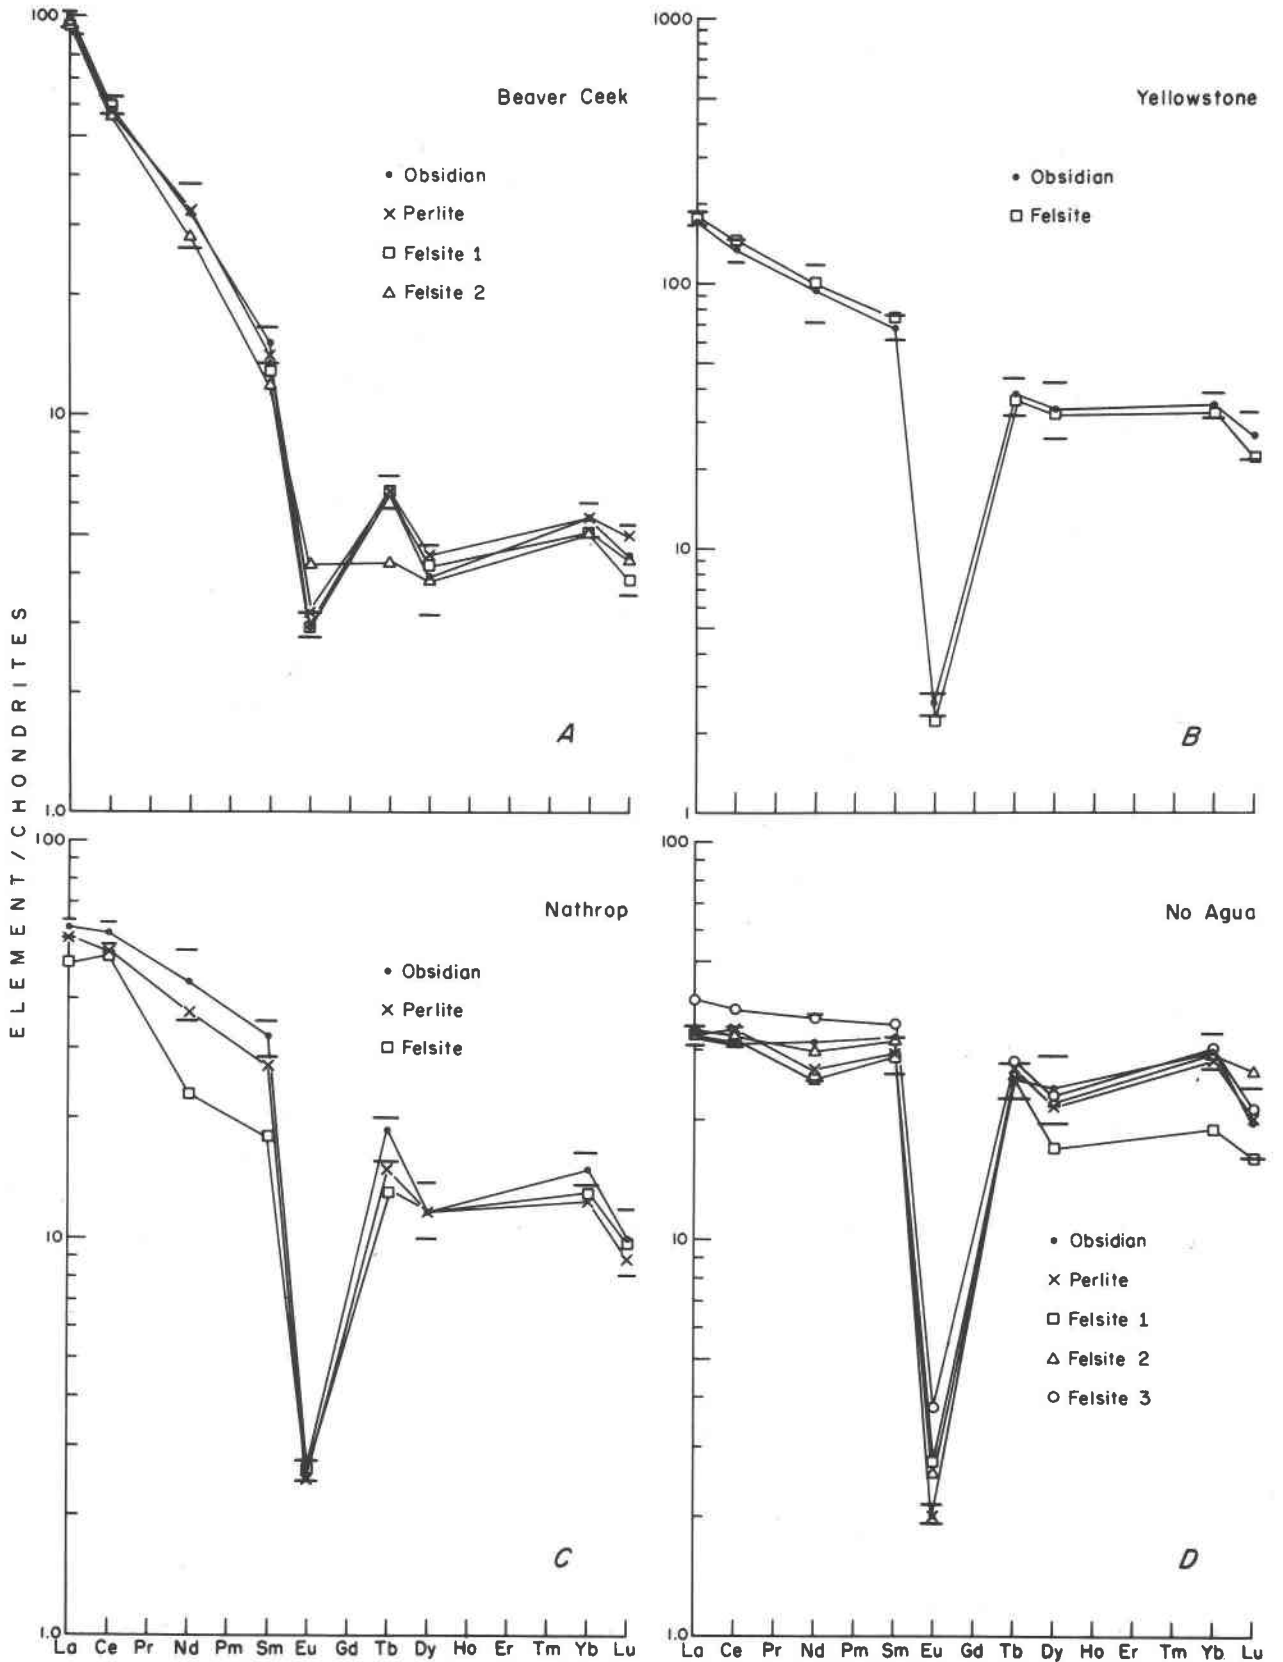 ELEMENT/CHONDRITES
100
10
1.0
Beaver Ceek
Obsidian
Perlite
Felsite 1
Felsite 2
A
1000
100
10
1
Yellowstone
Obsidian
Felsite
B
100
10
1.0
Nathrop
Obsidian
Perlite
Felsite
C
La Ce Pr Nd Pm Sm Eu Gd Tb Dy Ho Er Tm Yb Lu
100
10
1.0
No Agua
Obsidian
Perlite
Felsite 1
Felsite 2
Felsite 3
D
La Ce Pr Nd Pm Sm Eu Gd Tb Dy Ho Er Tm Yb Lu